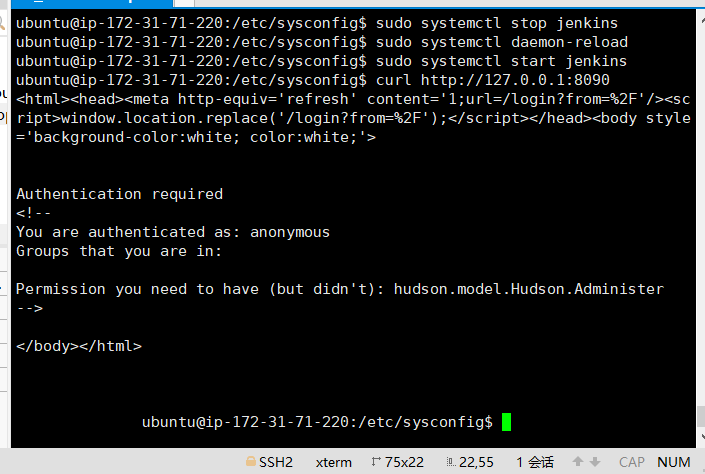 ubuntu@ip-172-31-71-220:/etc/sysconfig$ sudo systemctl stop jenkins
ubuntu@ip-172-31-71-220:/etc/sysconfig$ sudo systemctl daemon-reload
ubuntu@ip-172-31-71-220:/etc/sysconfig$ sudo systemctl start jenkins
ubuntu@ip-172-31-71-220:/etc/sysconfig$ curl http://127.0.0.1:8090
<html><head><meta http-equiv='refresh' content='1;url=/login?from=%2F'/><sc
ript>window.location.replace('/login?from=%2F');</script></head><body style
='background-color:white; color:white;'>
Authentication required
<!--
You are authenticated as: anonymous
Groups that you are in:
Permission you need to have (but didn't): hudson.model.Hudson.Administer
-->
</body></html>
ubuntu@ip-172-31-71-220:/etc/sysconfig$
SSH2 xterm 75x22 22,55 1 会话 CAP NUM